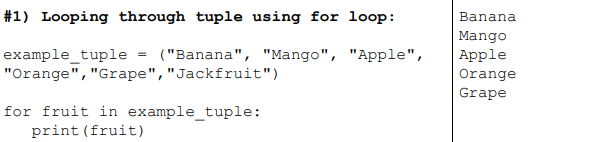 #1) Looping through tuple using for loop:
example_tuple = ("Banana", "Mango", "Apple",
"Orange","Grape","Jackfruit")
for fruit in example_tuple:
print(fruit)
Banana
Mango
Apple
Orange
Grape